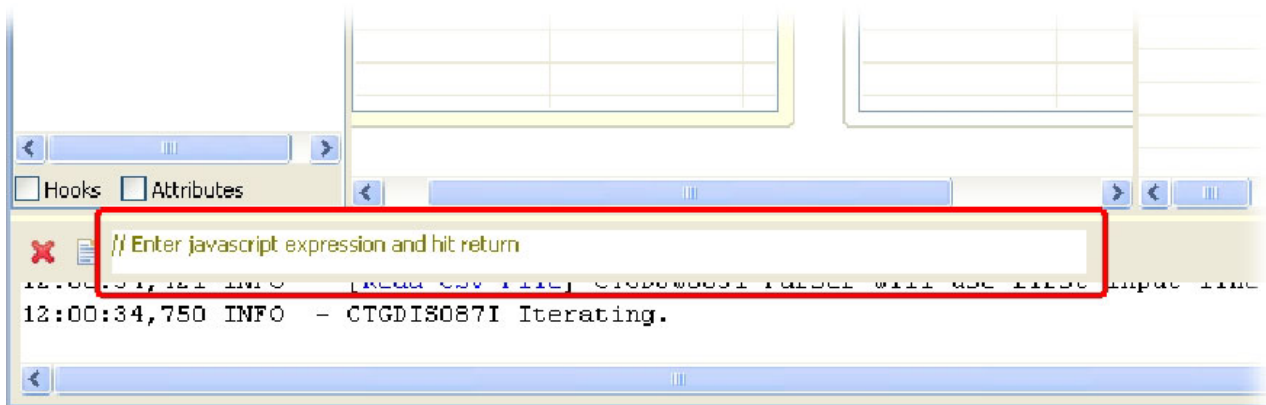 Hooks Attributes
// Enter javascript expression and hit return
12:00:34,750 INFO - CTGDIS087I Iterating.